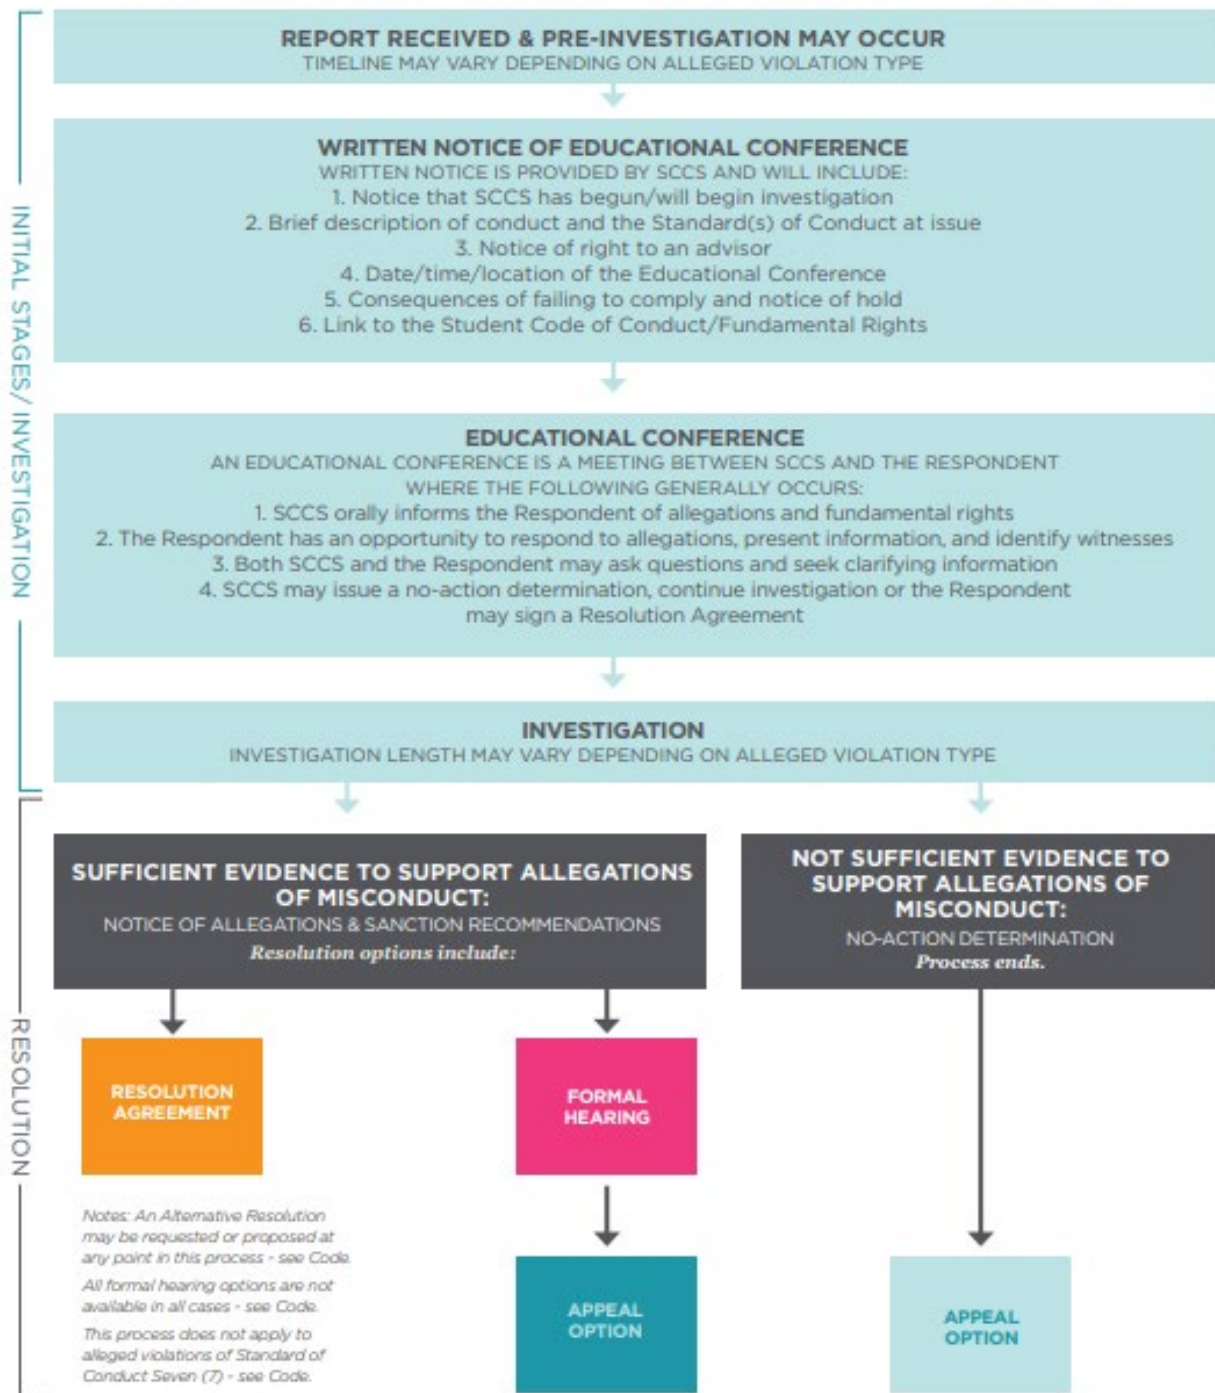 REPORT RECEIVED & PRE-INVESTIGATION MAY OCCUR
TIMELINE MAY VARY DEPENDING ON ALLEGED VIOLATION TYPE
WRITTEN NOTICE OF EDUCATIONAL CONFERENCE
WRITTEN NOTICE IS PROVIDED BY SCCS AND WILL INCLUDE:
1. Notice that SCCS has begun/will begin investigation
2. Brief description of conduct and the Standard(s) of Conduct at issue
3. Notice of right to an advisor
4. Date/time/location of the Educational Conference
5. Consequences of failing to comply and notice of hold
6. Link to the Student Code of Conduct/Fundamental Rights
INITIAL STAGES/ INVESTIGATION
EDUCATIONAL CONFERENCE
AN EDUCATIONAL CONFERENCE IS A MEETING BETWEEN SCCS AND THE RESPONDENT
WHERE THE FOLLOWING GENERALLY OCCURS:
1. SCCS orally informs the Respondent of allegations and fundamental rights
2. The Respondent has an opportunity to respond to allegations, present information, and identify witnesses
3. Both SCCS and the Respondent may ask questions and seek clarifying information
4. SCCS may issue a no-action determination, continue investigation or the Respondent
may sign a Resolution Agreement
INVESTIGATION
INVESTIGATION LENGTH MAY VARY DEPENDING ON ALLEGED VIOLATION TYPE
SUFFICIENT EVIDENCE TO SUPPORT ALLEGATIONS
OF MISCONDUCT:
NOTICE OF ALLEGATIONS & SANCTION RECOMMENDATIONS
Resolution options include:
NOT SUFFICIENT EVIDENCE TO
SUPPORT ALLEGATIONS OF
MISCONDUCT:
NO-ACTION DETERMINATION
Process ends.
RESOLUTION
RESOLUTION
AGREEMENT
FORMAL
HEARING
Notes: An Alternative Resolution
may be requested or proposed at
any point in this process - see Code.
All formal hearing options are not
available in all cases - see Code.
This process does not apply to
alleged violations of Standard of
Conduct Seven (7) - see Code.
APPEAL
OPTION
APPEAL
OPTION